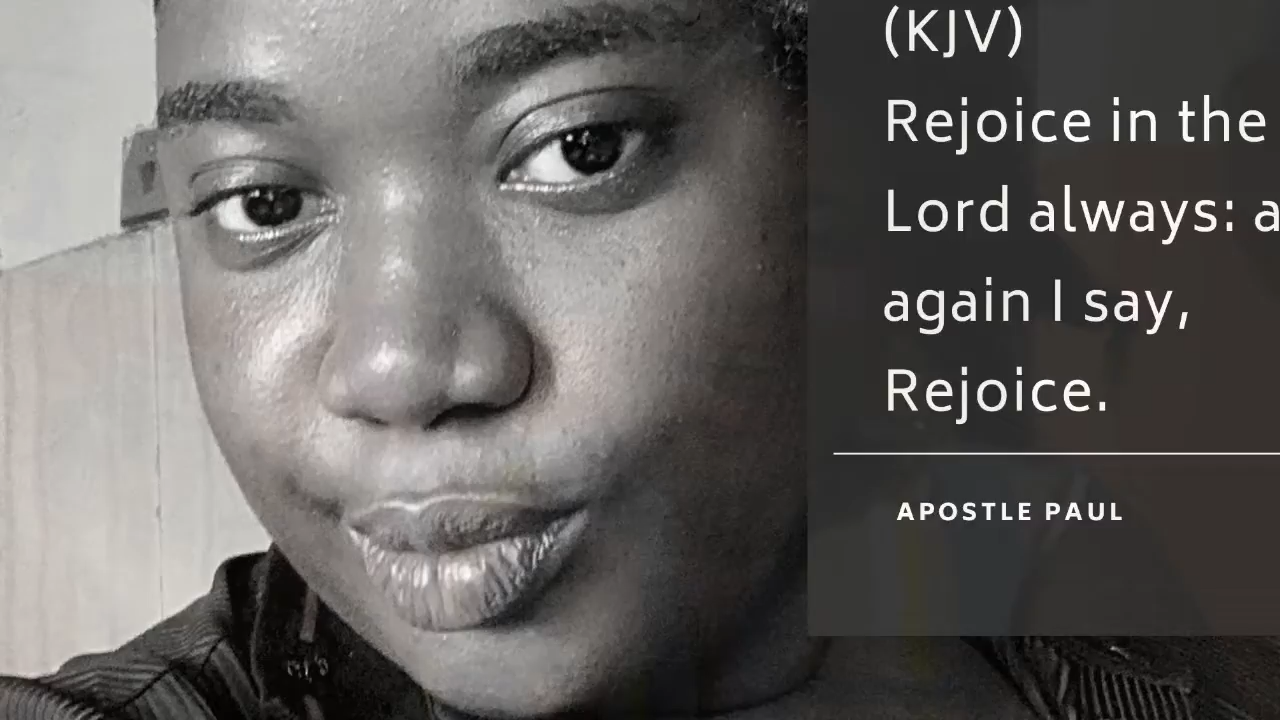 (KJV)
Rejoice in the
Lord always: a
again I say,
Rejoice.
APOSTLE PAUL